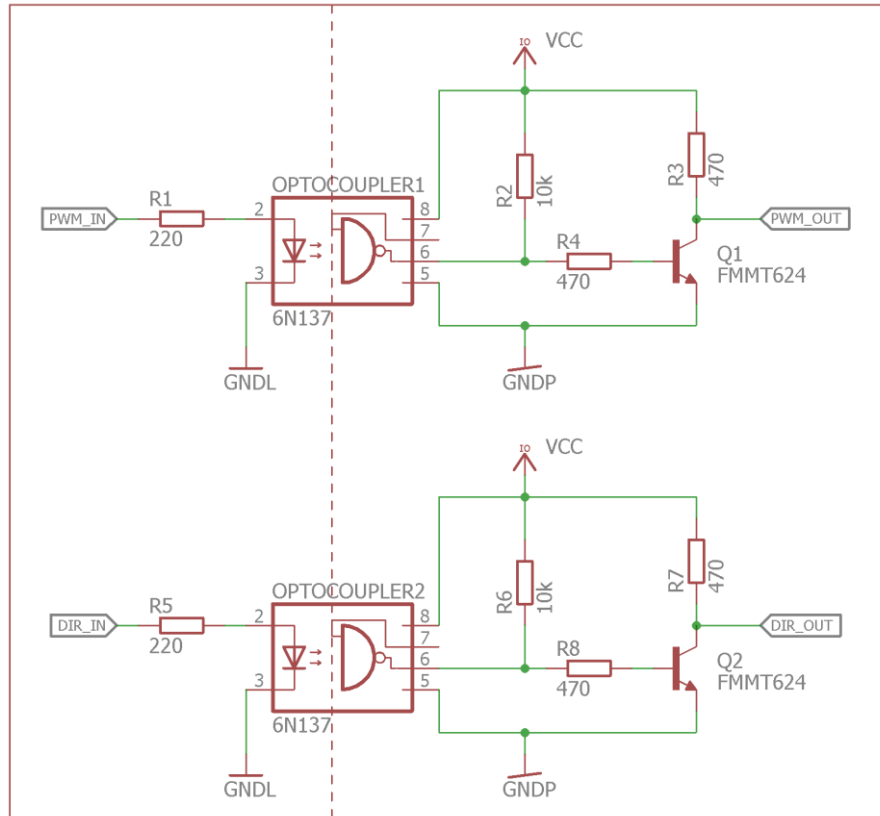 IO
VCC
OPTOCOUPLER1
R1
R2
10k
R3
470
PWM_IN
220
2
8
7
3
6
5
R4
470
PWM_OUT
Q1
FMMT624
6N137
GNDL
GNDP
IO
VCC
OPTOCOUPLER2
R5
R6
10k
R7
470
DIR_IN
220
2
8
7
3
6
5
R8
470
DIR_OUT
Q2
FMMT624
6N137
GNDL
GNDP